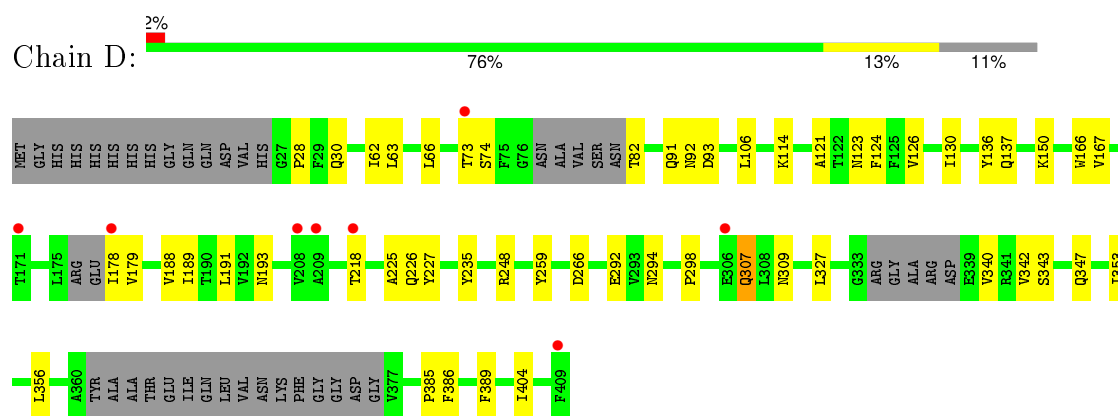 2%
Chain D:
76% 13% 11%
MET GLY HIS HIS HIS HIS HIS HIS HIS GLY GLN GLN ASP VAL HIS G27 P28 F29 Q30 I62 L63 L66 T73 S74 F75 G76 ASN ALA VAL SER ASN T82 Q91 N92 D93 L106 K114 A121 T122 N123 F124 F125 V126 I130 Y136 Q137 K150 W166 V167
T171 L175 ARG GLU I178 V179 V188 I189 T190 L191 V192 N193 V208 A209 T218 A225 Q226 Y227 Y235 R248 Y259 D266 E292 V293 N294 P298 E306 Q307 L308 N309 L327 G333 ARG GLY ALA ARG ASP E339 V340 R341 V342 S343 Q347
L356 A360 TYR ALA ALA THR GLU ILE GLN LEU VAL ASN LYS PHE GLY GLY ASP GLY V377 P385 F386 F389 I404 F409